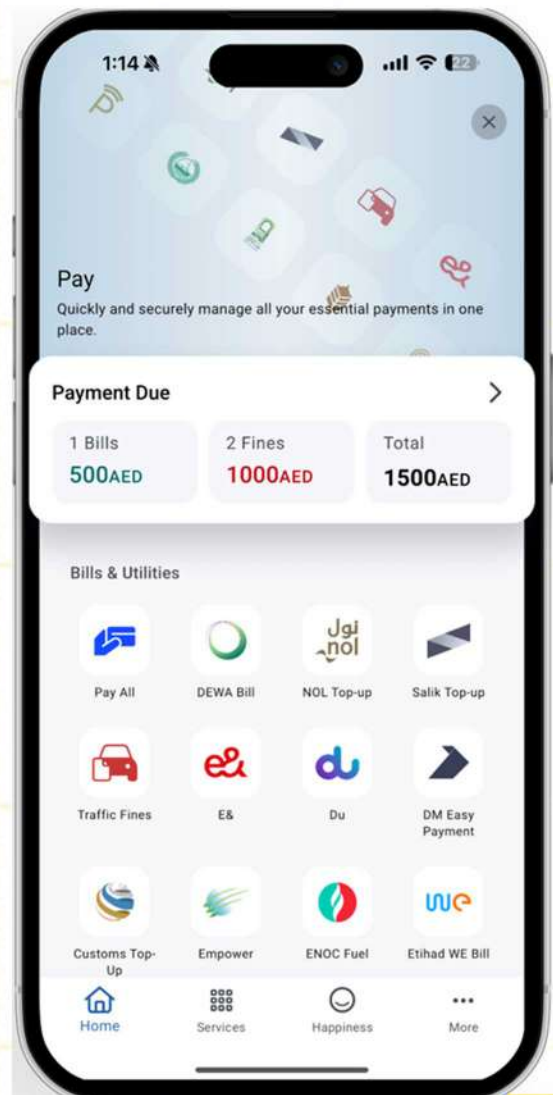 1:14
22
Pay
Quickly and securely manage all your essential payments in one
place.
Payment Due
1 Bills
2 Fines
Total
500AED
1000AED
1500AED
Bills & Utilities
نول
nol
Pay All
DEWA Bill
NOL Top-up
Salik Top-up
e&
du
Traffic Fines
E&
Du
DM Easy
Payment
we
Customs Top-
Up
Empower
ENOC Fuel
Etihad WE Bill
Home
Services
Happiness
More